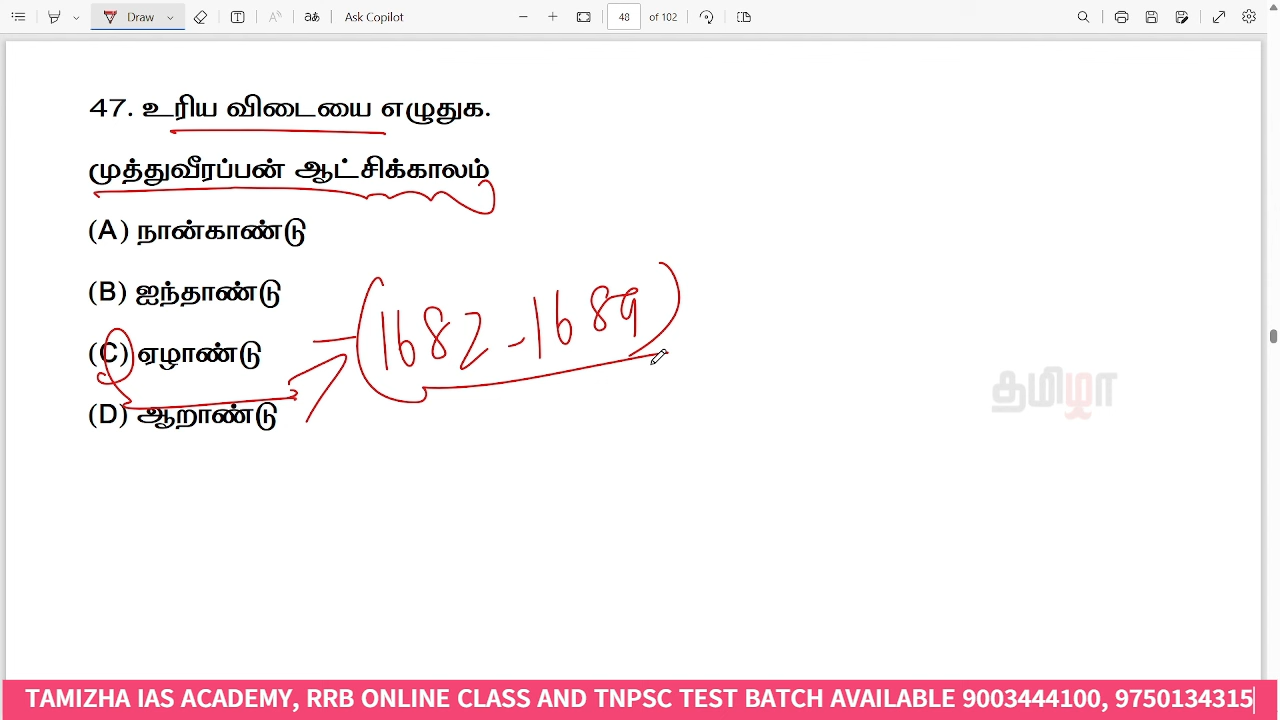 Draw
Ask Copilot
48 of 102
47. உரிய விடையை எழுதுக.
முத்துவீரப்பன் ஆட்சிக்காலம்
(A) நான்காண்டு
(B) ஐந்தாண்டு
(C) ஏழாண்டு
(D) ஆறாண்டு
1682 - 1689
தமிழா
TAMIZHA IAS ACADEMY, RRB ONLINE CLASS AND TNPSC TEST BATCH AVAILABLE 9003444100, 9750134315